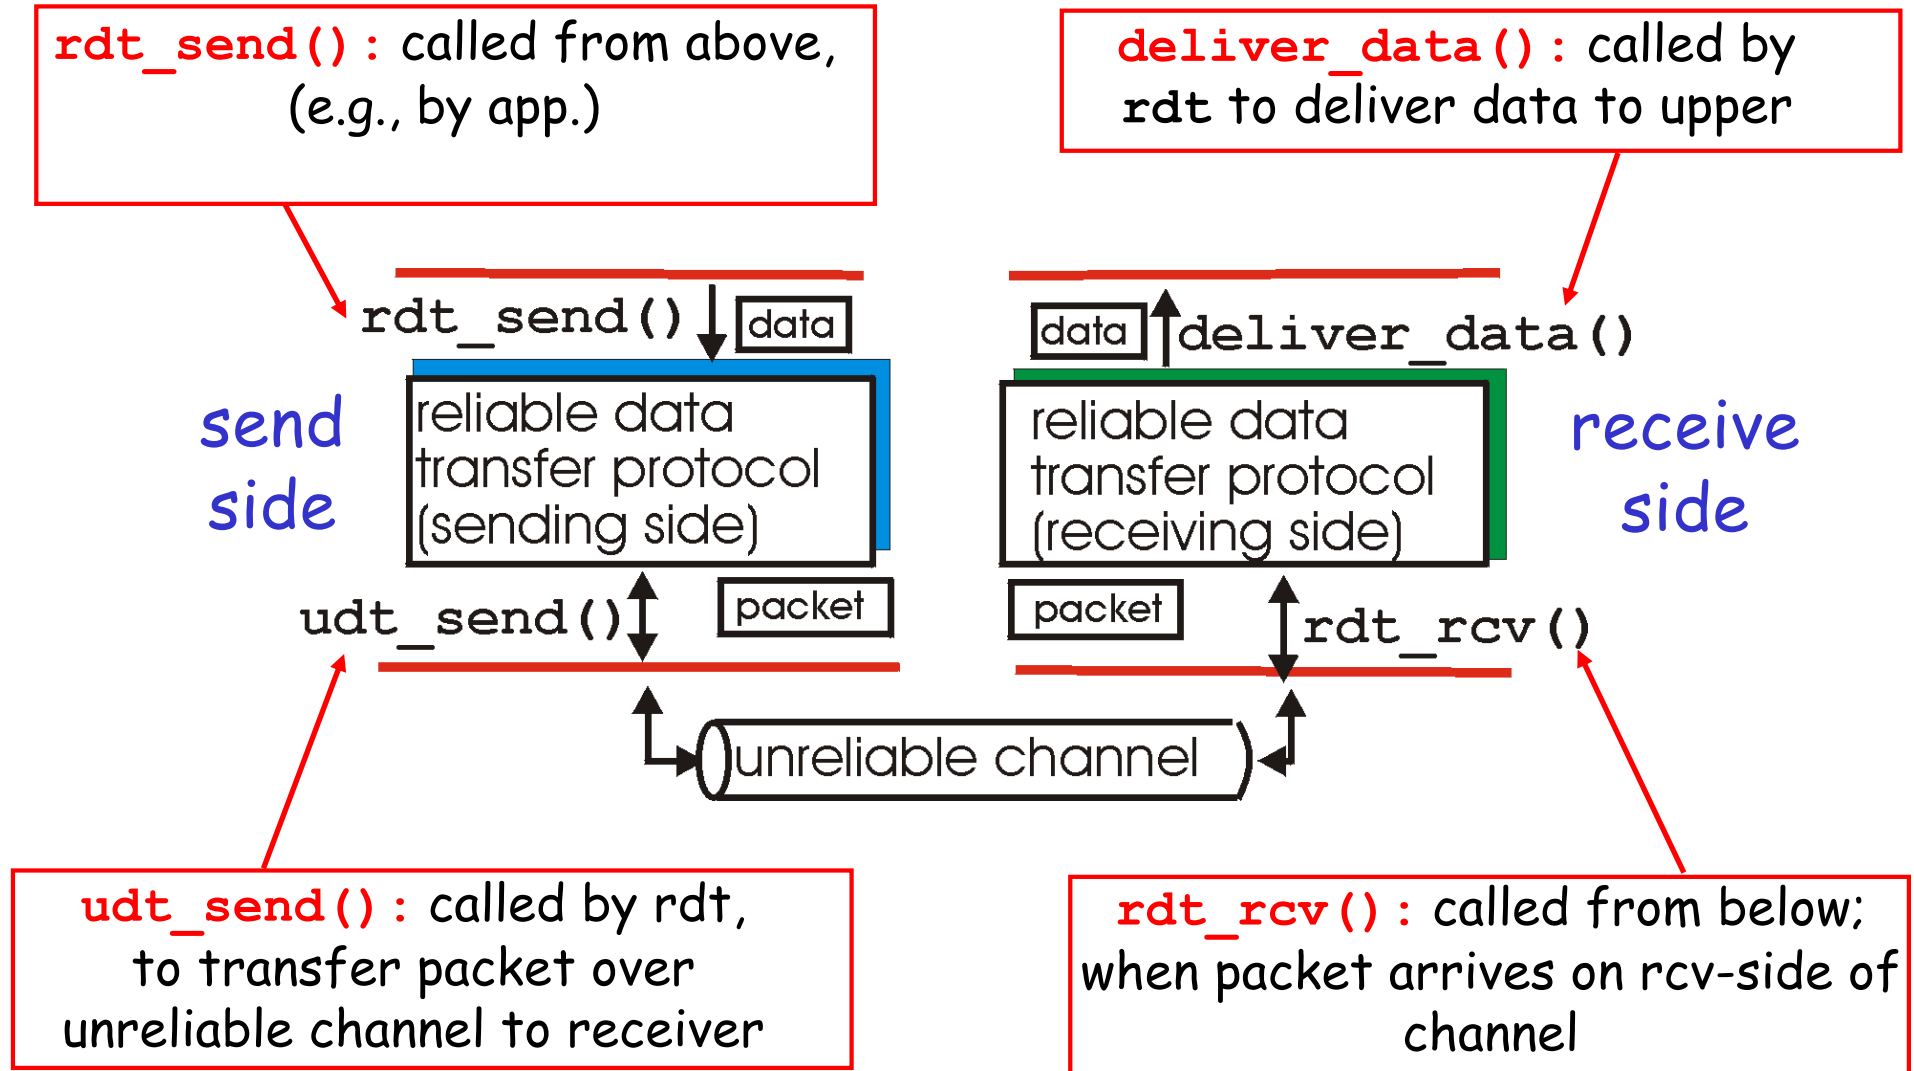 rdt_send(): called from above,
(e.g., by app.)
deliver_data(): called by
rdt to deliver data to upper
rdt_send()
data
data
deliver_data()
send
side
reliable data
transfer protocol
(sending side)
reliable data
transfer protocol
(receiving side)
receive
side
udt_send()
packet
packet
rdt_rcv()
unreliable channel
udt_send(): called by rdt,
to transfer packet over
unreliable channel to receiver
rdt_rcv(): called from below;
when packet arrives on rcv-side of
channel